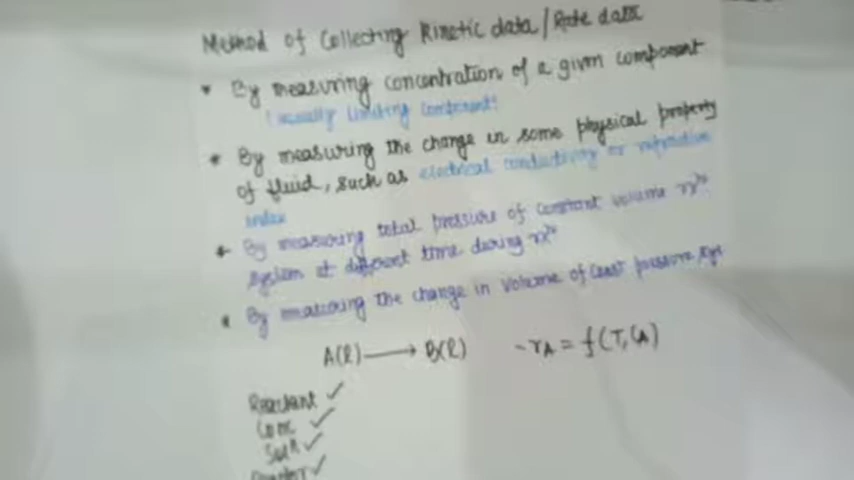 Method of Collecting Kinetic data / Rate data
* By measuring concentration of a given component
(usually limiting component)
* By measuring the change in some physical property
of fluid, such as electrical conductivity or refractive
index
* By measuring total pressure of constant volume rxⁿ
system at different time during rxⁿ
* By measuring the change in volume of const pressure sys
A(l) → B(l) -rA = f(T, CA)
Reactant ✓
Conc ✓
✓
✓